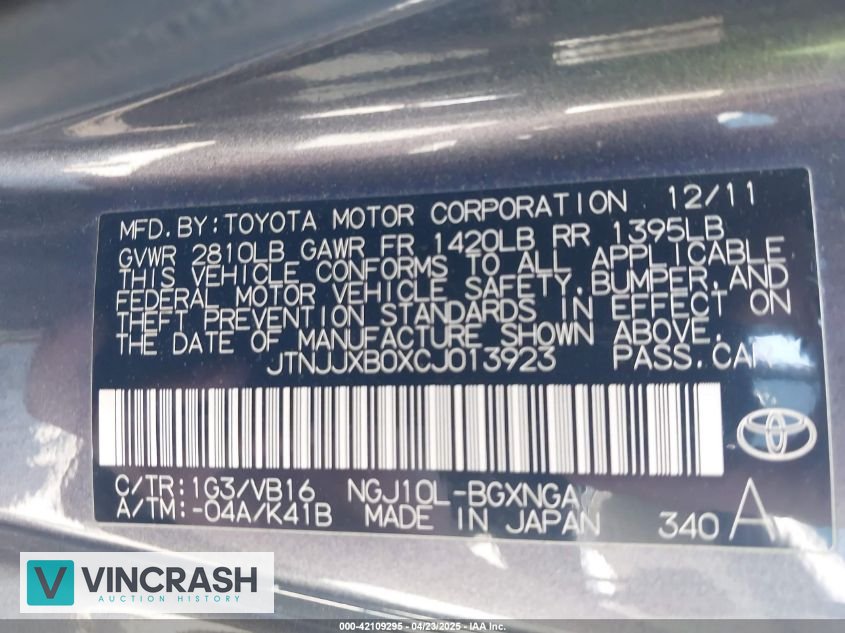 MFD. BY: TOYOTA MOTOR CORPORATION 12/11
GVWR 2810LB GAWR FR 1420LB RR 1395LB
THIS VEHICLE CONFORMS TO ALL APPLICABLE
FEDERAL MOTOR VEHICLE SAFETY, BUMPER, AND
THEFT PREVENTION STANDARDS IN EFFECT ON
THE DATE OF MANUFACTURE SHOWN ABOVE.
JTNJJXB0XCJ013923 PASS. CAR
C/TR: 1G3/VB16 NGJ10L-BGXNGA
A/TM: -04A/K41B MADE IN JAPAN 340 A
V VINCRASH
AUCTION HISTORY
000-42109295 - 04/23/2025 - IAA Inc.